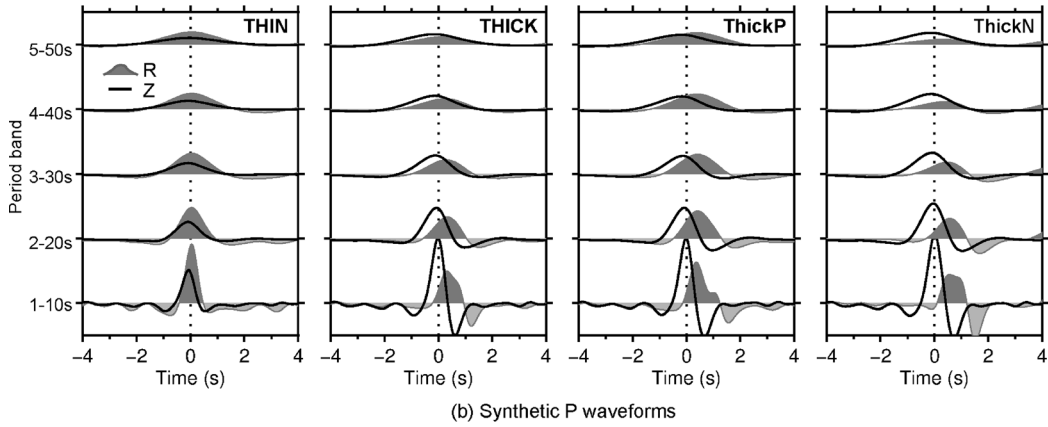 THIN
THICK
ThickP
ThickN
Period band
5-50s
4-40s
3-30s
2-20s
1-10s
R
Z
−4 −2 0 2 4
−4 −2 0 2 4
−4 −2 0 2 4
−4 −2 0 2 4
Time (s)
Time (s)
Time (s)
Time (s)
(b) Synthetic P waveforms